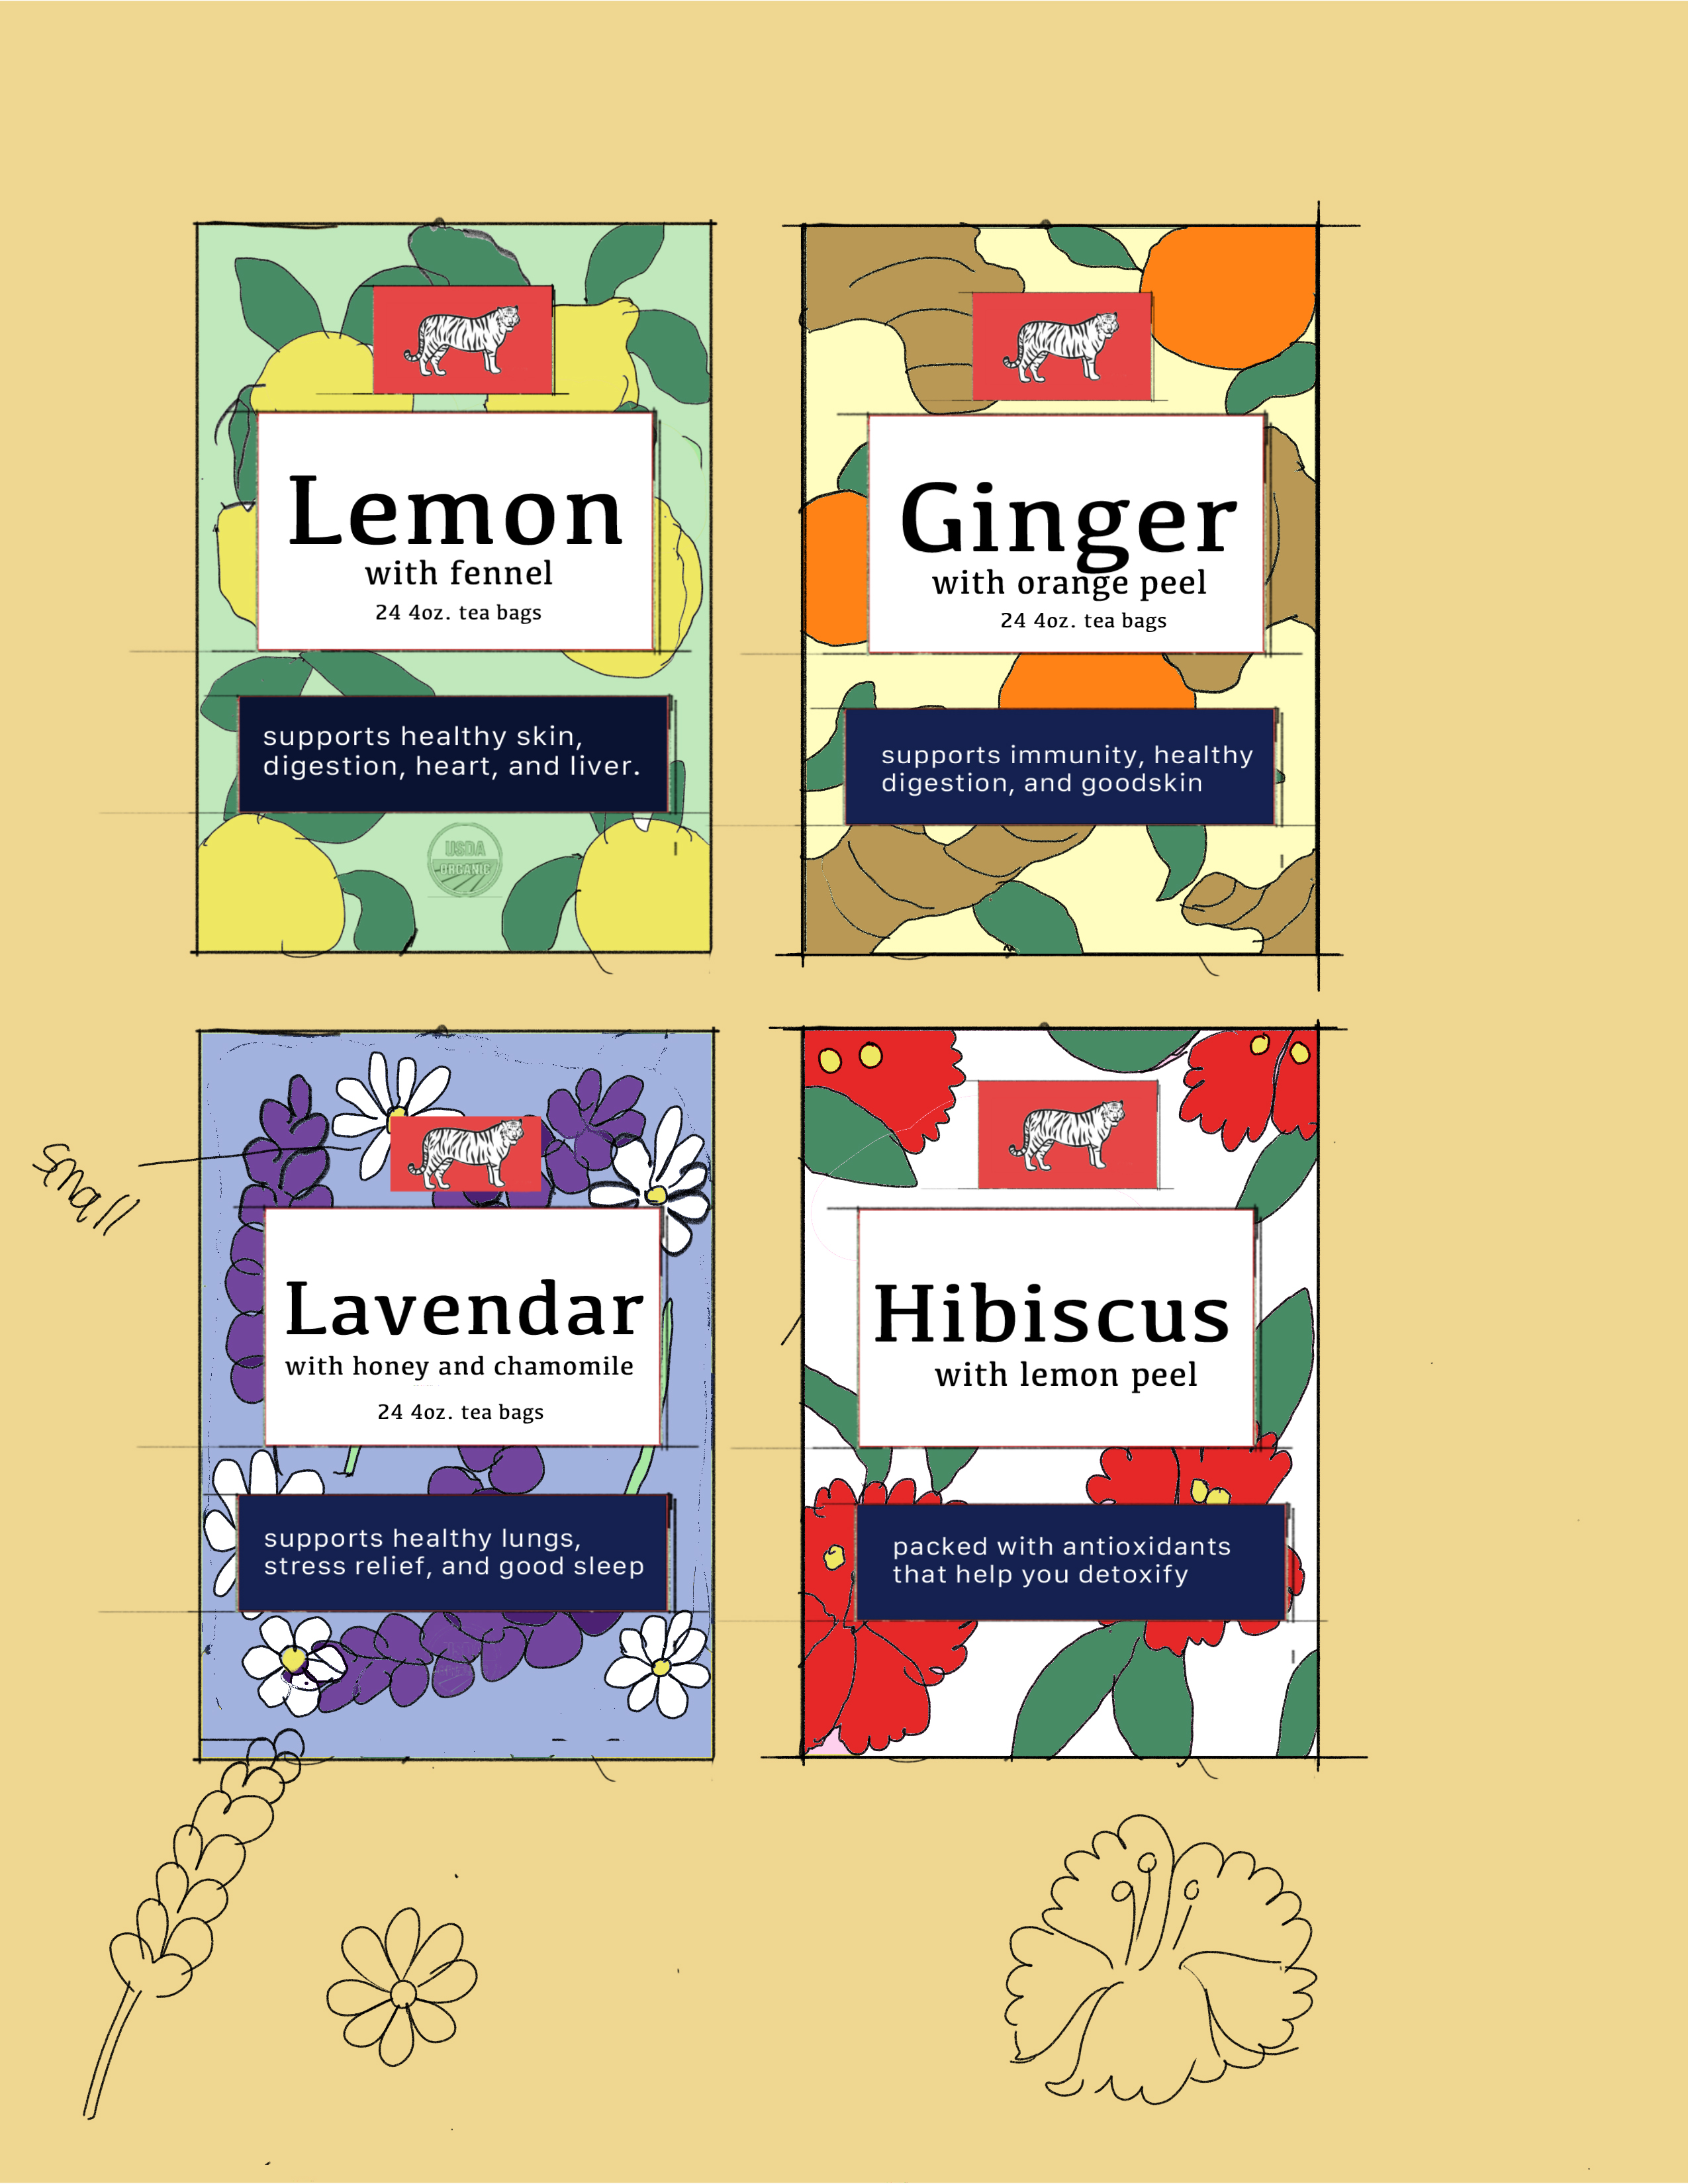 Lemon
with fennel
24 4oz. tea bags
supports healthy skin,
digestion, heart, and liver.
USDA
ORGANIC
Ginger
with orange peel
24 4oz. tea bags
supports immunity, healthy
digestion, and goodskin
small
Lavendar
with honey and chamomile
24 4oz. tea bags
supports healthy lungs,
stress relief, and good sleep
Hibiscus
with lemon peel
packed with antioxidants
that help you detoxify